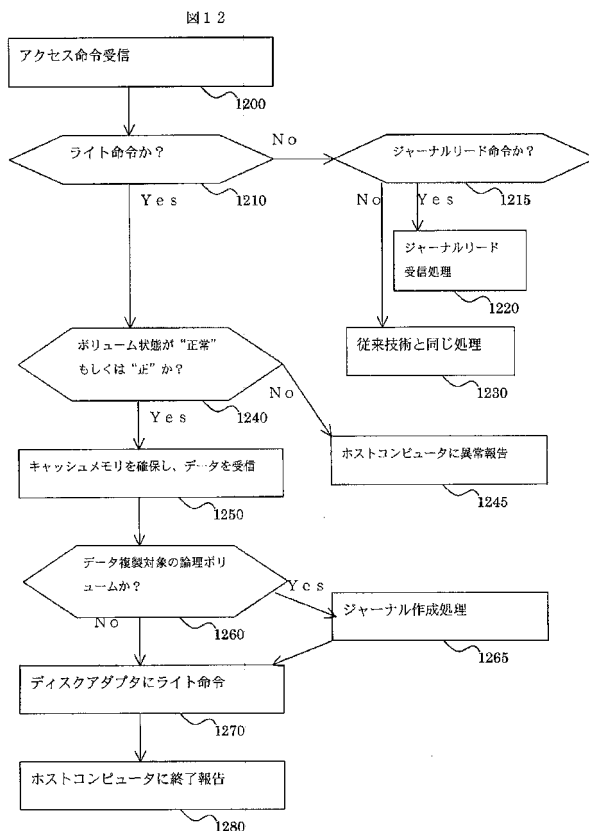 図１２
アクセス命令受信
1200
ライト命令か？
Ｎｏ
ジャーナルリード命令か？
1210
1215
Ｙｅｓ
Ｎｏ
Ｙｅｓ
ジャーナルリード
受信処理
1220
ボリューム状態が“正常”
もしくは“正”か？
従来技術と同じ処理
1230
1240
Ｎｏ
Ｙｅｓ
ホストコンピュータに異常報告
1245
キャッシュメモリを確保し、データを受信
1250
データ複製対象の論理ボリ
ュームか？
Ｙｅｓ
1260
Ｎｏ
ジャーナル作成処理
1265
ディスクアダプタにライト命令
1270
ホストコンピュータに終了報告
1280